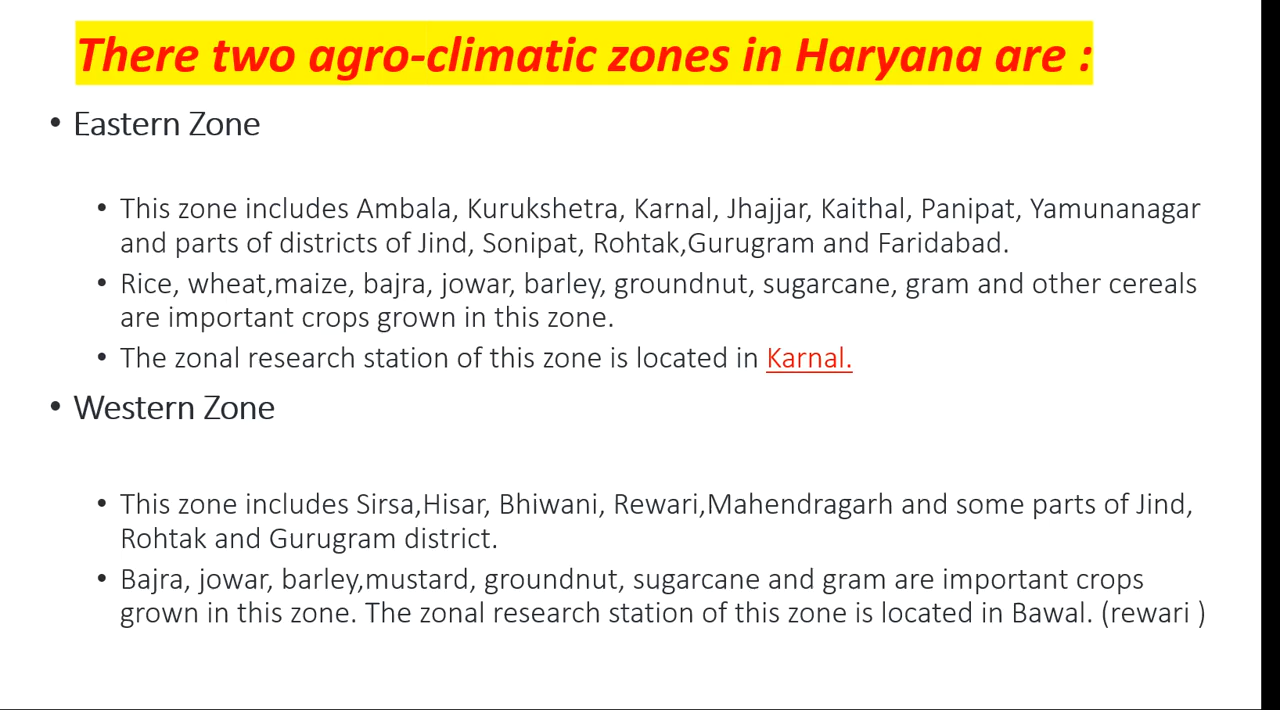 There two agro-climatic zones in Haryana are :
• Eastern Zone
• This zone includes Ambala, Kurukshetra, Karnal, Jhajjar, Kaithal, Panipat, Yamunanagar
and parts of districts of Jind, Sonipat, Rohtak,Gurugram and Faridabad.
• Rice, wheat,maize, bajra, jowar, barley, groundnut, sugarcane, gram and other cereals
are important crops grown in this zone.
• The zonal research station of this zone is located in Karnal.
• Western Zone
• This zone includes Sirsa,Hisar, Bhiwani, Rewari,Mahendragarh and some parts of Jind,
Rohtak and Gurugram district.
• Bajra, jowar, barley,mustard, groundnut, sugarcane and gram are important crops
grown in this zone. The zonal research station of this zone is located in Bawal. (rewari )